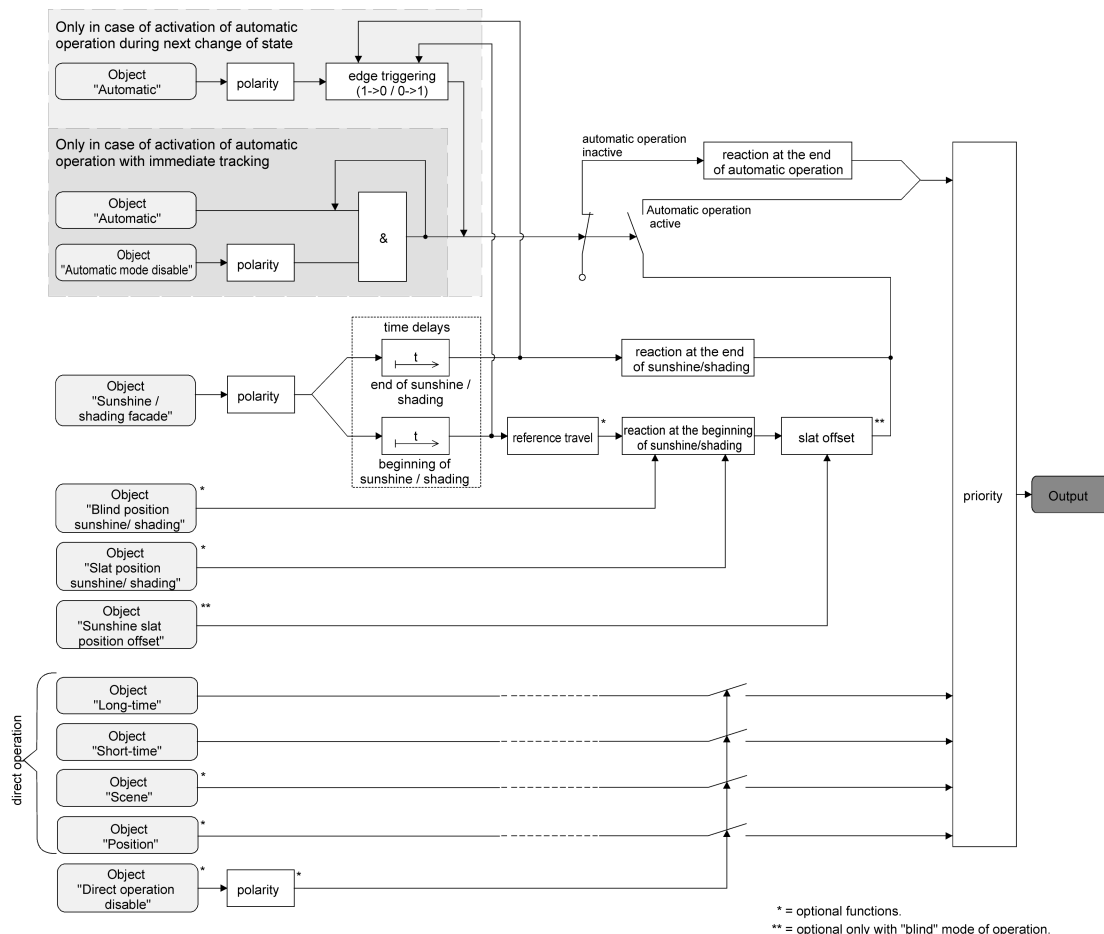 Only in case of activation of automatic
operation during next change of state
Object
"Automatic"
polarity
edge triggering
(1->0 / 0->1)
Only in case of activation of automatic
operation with immediate tracking
Object
"Automatic"
Object
"Automatic mode disable"
polarity
&
automatic operation
inactive
reaction at the end
of automatic operation
Automatic operation
active
time delays
t
end of sunshine /
shading
t
beginning of
sunshine / shading
Object
"Sunshine /
shading facade"
polarity
reaction at the end
of sunshine/shading
reference travel
*
reaction at the beginning
of sunshine/shading
slat offset
**
Object
"Blind position
sunshine/ shading"
*
Object
"Slat position
sunshine/ shading"
*
Object
"Sunshine slat
position offset"
**
priority
Output
direct operation
Object
"Long-time"
Object
"Short-time"
Object
"Scene"
*
Object
"Position"
*
Object
"Direct operation
disable"
*
polarity
*
* = optional functions.
** = optional only with "blind" mode of operation.